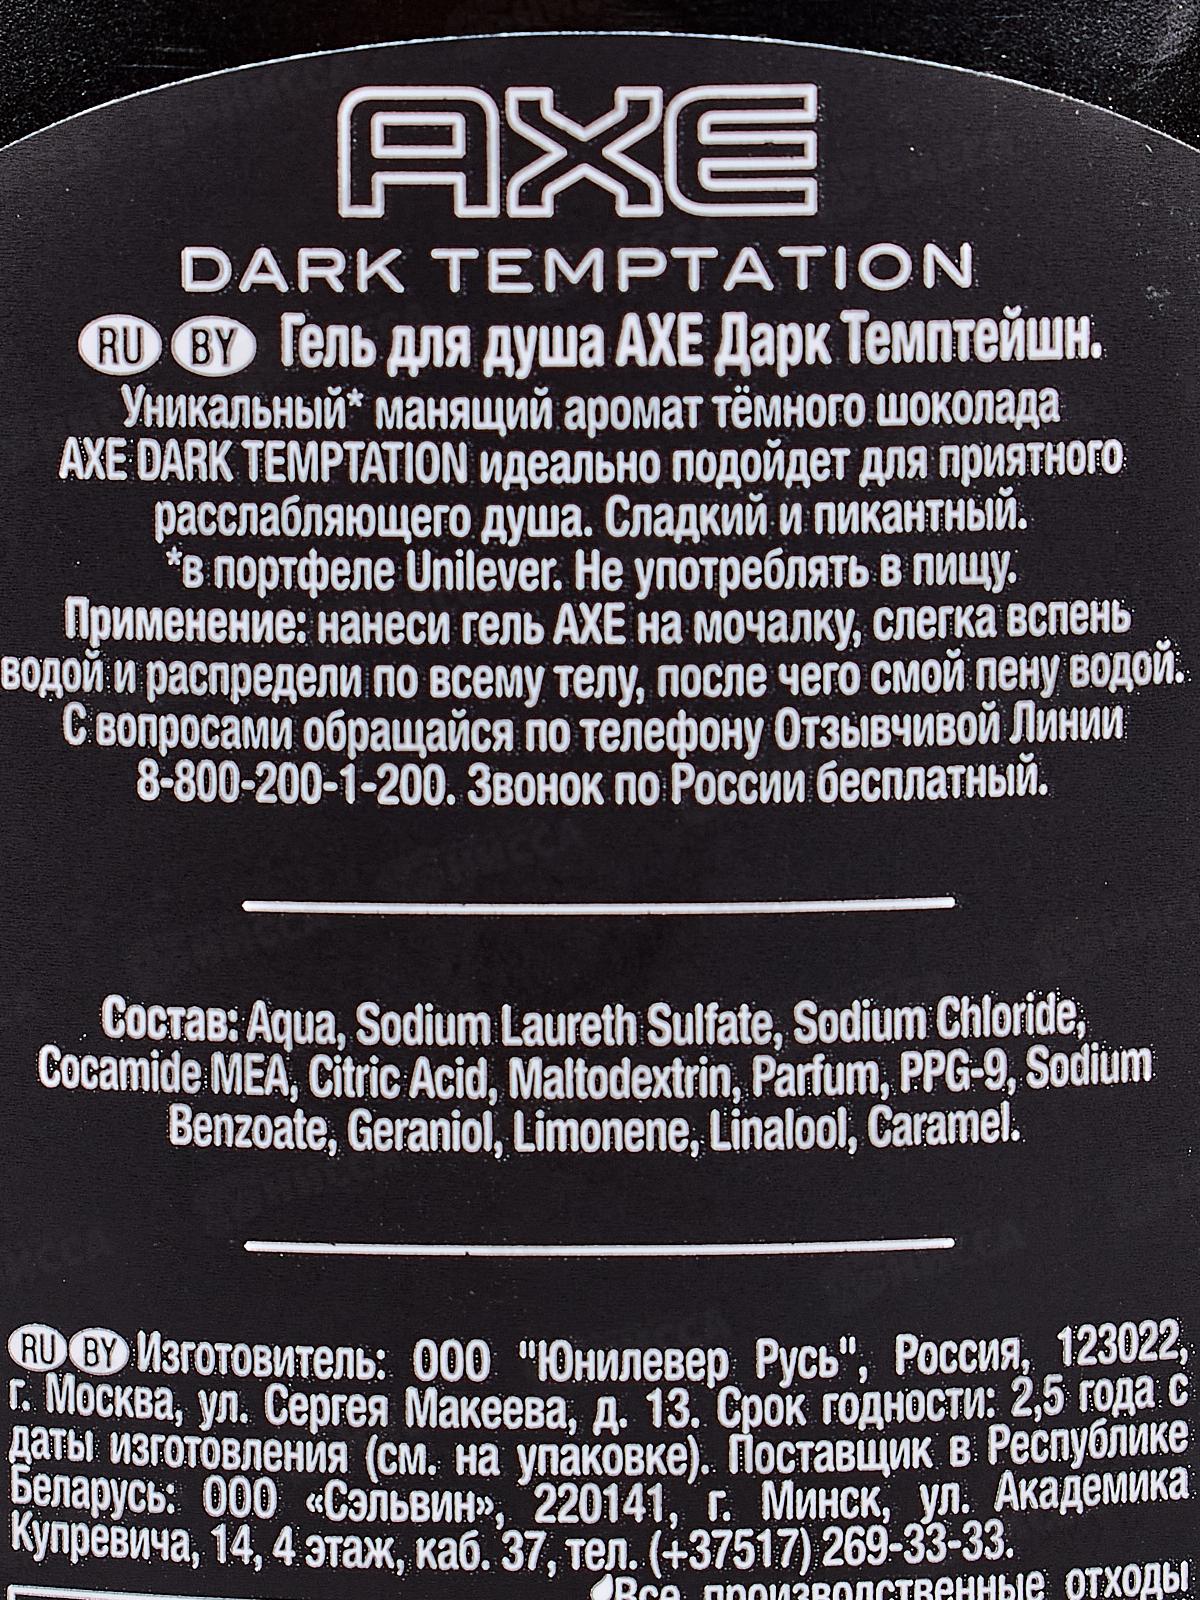 AXE
DARK TEMPTATION
RU BY Гель для душа AXE Дарк Темптейшн.
Уникальный* манящий аромат тёмного шоколада
AXE DARK TEMPTATION идеально подойдет для приятного
расслабляющего душа. Сладкий и пикантный.
*в портфеле Unilever. Не употреблять в пищу.
Применение: нанеси гель AXE на мочалку, слегка вспень
водой и распредели по всему телу, после чего смой пену водой.
С вопросами обращайся по телефону Отзывчивой Линии
8-800-200-1-200. Звонок по России бесплатный.
Состав: Aqua, Sodium Laureth Sulfate, Sodium Chloride,
Cocamide MEA, Citric Acid, Maltodextrin, Parfum, PPG-9, Sodium
Benzoate, Geraniol, Limonene, Linalool, Caramel.
RU BY Изготовитель: ООО "Юнилевер Русь", Россия, 123022,
г. Москва, ул. Сергея Макеева, д. 13. Срок годности: 2,5 года с
даты изготовления (см. на упаковке). Поставщик в Республике
Беларусь: ООО «Сэльвин», 220141, г. Минск, ул. Академика
Купревича, 14, 4 этаж, каб. 37, тел. (+37517) 269-33-33.
Все производственные отходы